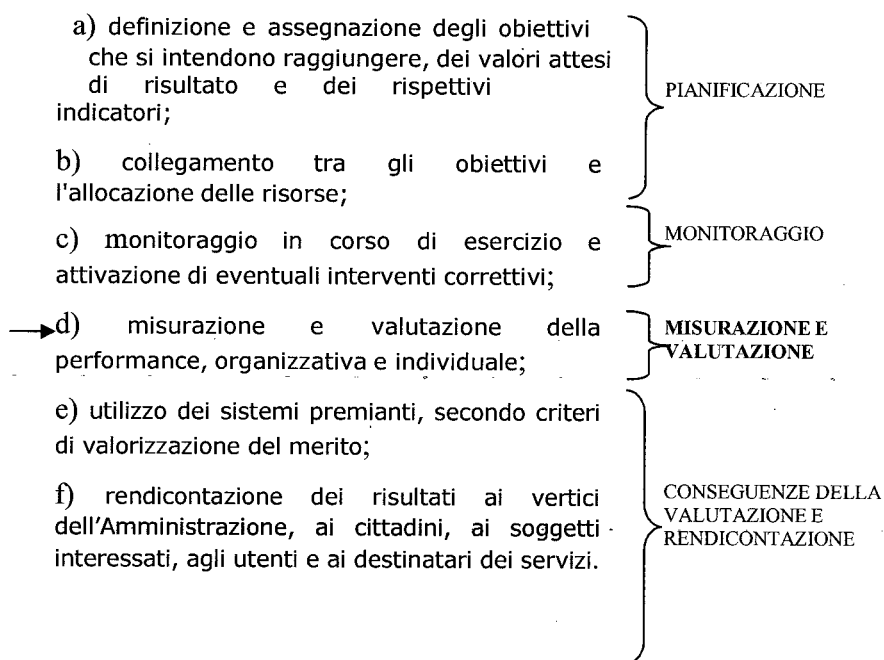 a) definizione e assegnazione degli obiettivi
che si intendono raggiungere, dei valori attesi
di risultato e dei rispettivi
indicatori;
PIANIFICAZIONE
b) collegamento tra gli obiettivi e
l'allocazione delle risorse;
c) monitoraggio in corso di esercizio e
attivazione di eventuali interventi correttivi;
MONITORAGGIO
d) misurazione e valutazione della
performance, organizzativa e individuale;
MISURAZIONE E
VALUTAZIONE
e) utilizzo dei sistemi premianti, secondo criteri
di valorizzazione del merito;
f) rendicontazione dei risultati ai vertici
dell'Amministrazione, ai cittadini, ai soggetti
interessati, agli utenti e ai destinatari dei servizi.
CONSEGUENZE DELLA
VALUTAZIONE E
RENDICONTAZIONE